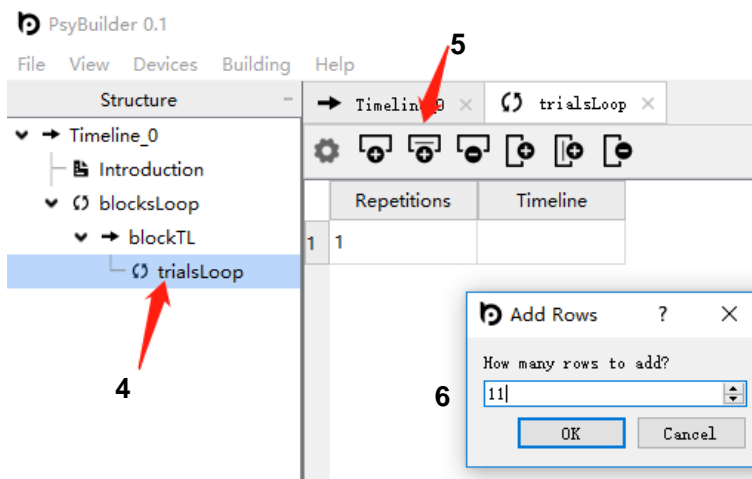 PsyBuilder 0.1
5
File View Devices Building Help
Structure
Timeline_0
trialsLoop
Timeline_0
Introduction
blocksLoop
Repetitions Timeline
blockTL
1 1
trialsLoop
Add Rows ? ×
How many rows to add?
4
6
11
OK Cancel